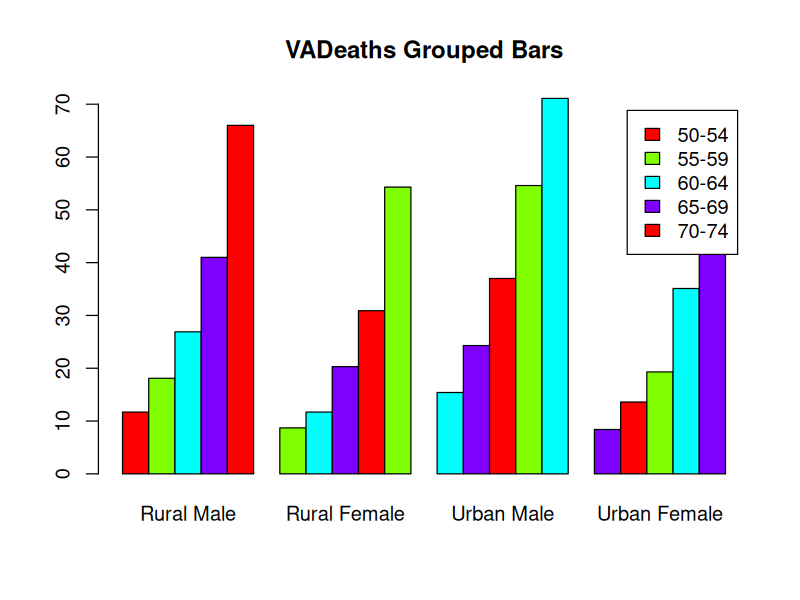 VADeaths Grouped Bars
70
60
50
40
30
20
10
0
50-54
55-59
60-64
65-69
70-74
Rural Male
Rural Female
Urban Male
Urban Female